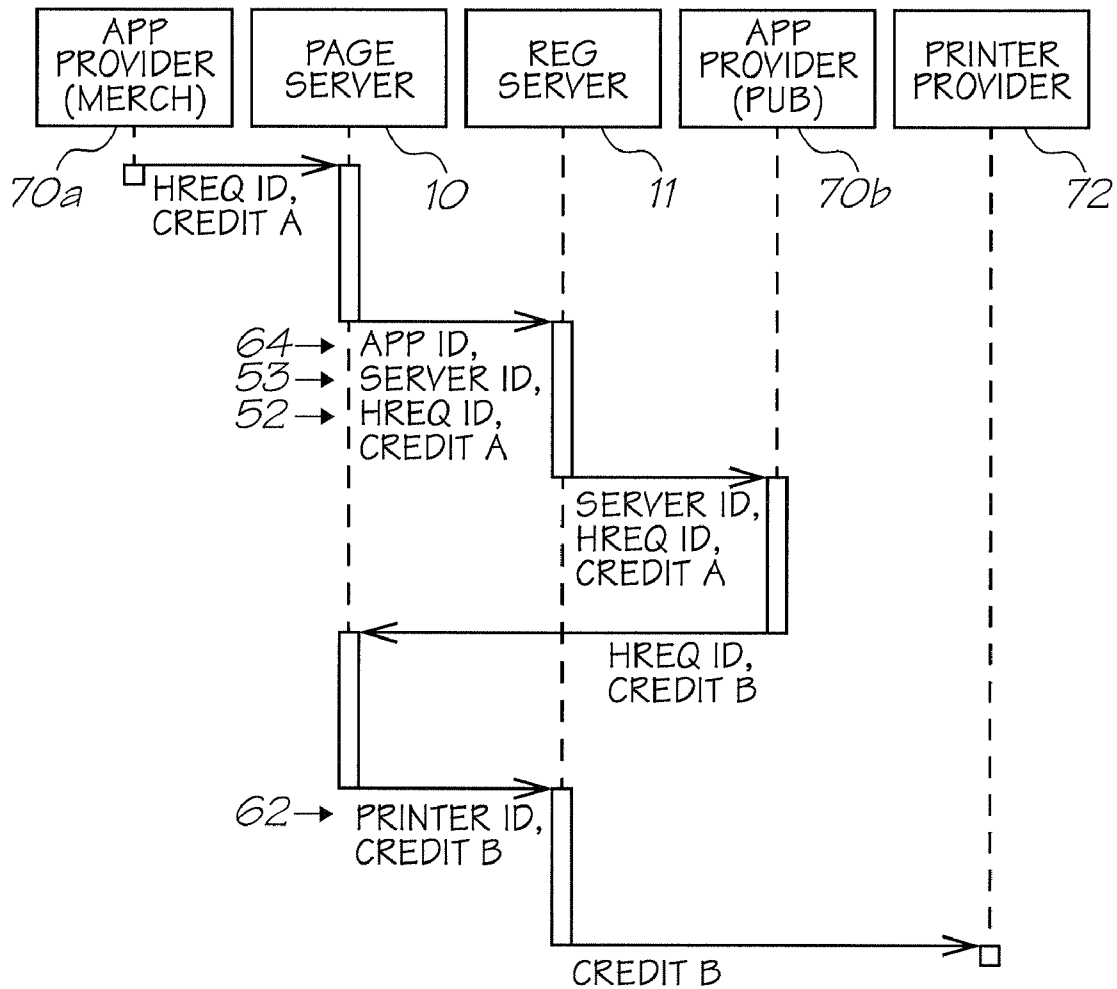 APP
PROVIDER
(MERCH)
PAGE
SERVER
REG
SERVER
APP
PROVIDER
(PUB)
PRINTER
PROVIDER
70a
10
11
70b
72
HREQ ID,
CREDIT A
64
APP ID,
53
SERVER ID,
52
HREQ ID,
CREDIT A
SERVER ID,
HREQ ID,
CREDIT A
HREQ ID,
CREDIT B
62
PRINTER ID,
CREDIT B
CREDIT B